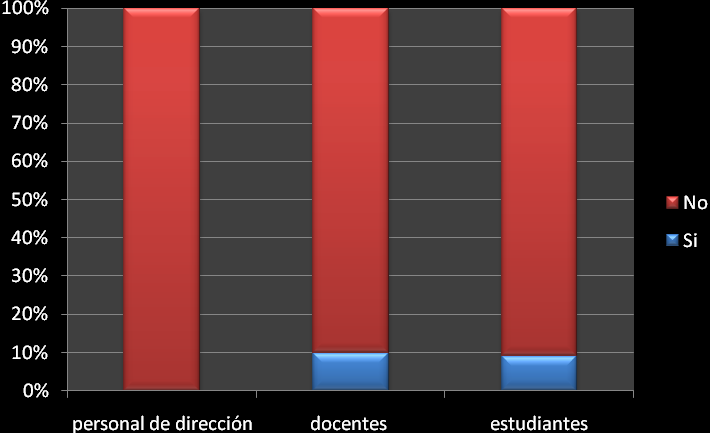 100%
90%
80%
70%
60%
50%
40%
30%
20%
10%
0%
personal de dirección
docentes
estudiantes
No
Si